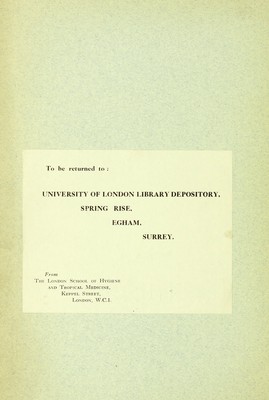 To be returned to :
UNIVERSITY OF LONDON LIBRARY DEPOSITORY,
SPRING RISE,
EGHAM,
SURREY.
From
The London School of Hygiene
and Tropical Medicine,
Keppel Street,
London, W.C.1.